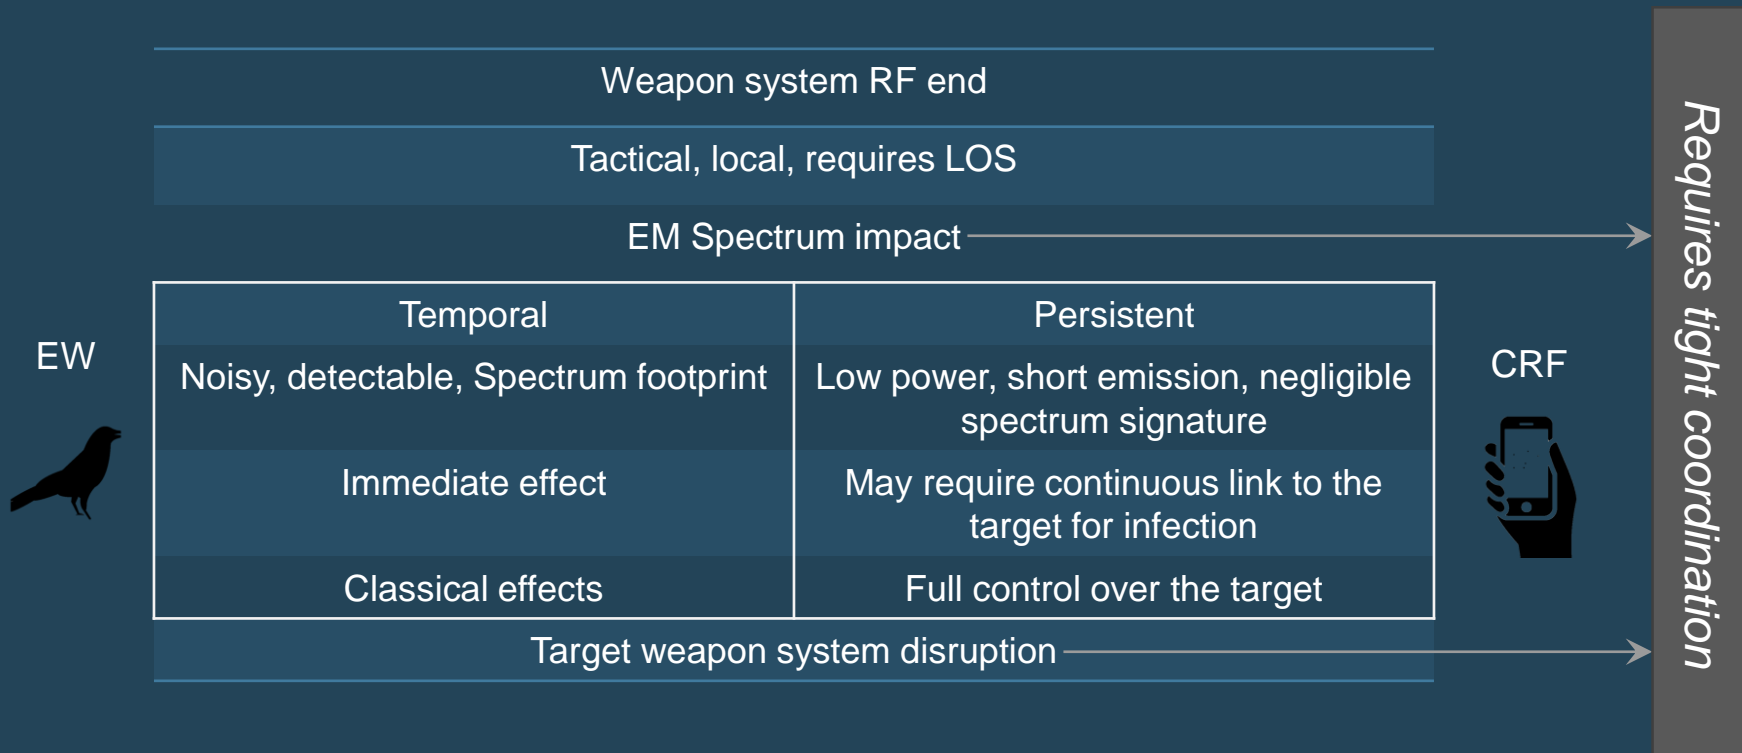 Weapon system RF end
Tactical, local, requires LOS
EM Spectrum impact
EW
Temporal
Persistent
Noisy, detectable, Spectrum footprint
Low power, short emission, negligible
spectrum signature
Immediate effect
May require continuous link to the
target for infection
Classical effects
Full control over the target
CRF
Target weapon system disruption
Requires tight coordination